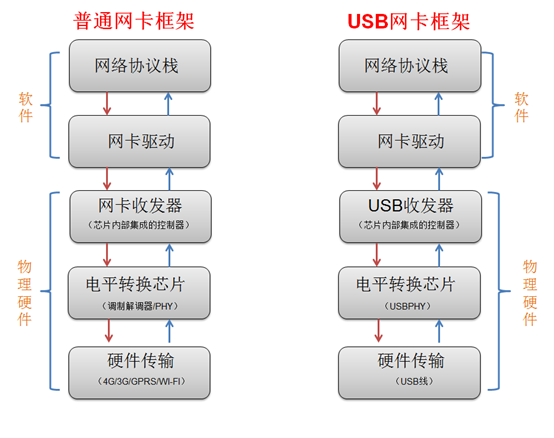 普通网卡框架
网络协议栈
网卡驱动
网卡收发器
（芯片内部集成的控制器）
电平转换芯片
（调制解调器/PHY）
硬件传输
（4G/3G/GPRS/WI-FI）
软件
物理硬件
USB网卡框架
网络协议栈
网卡驱动
USB收发器
（芯片内部集成的控制器）
电平转换芯片
（USBPHY）
硬件传输
（USB线）
软件
物理硬件